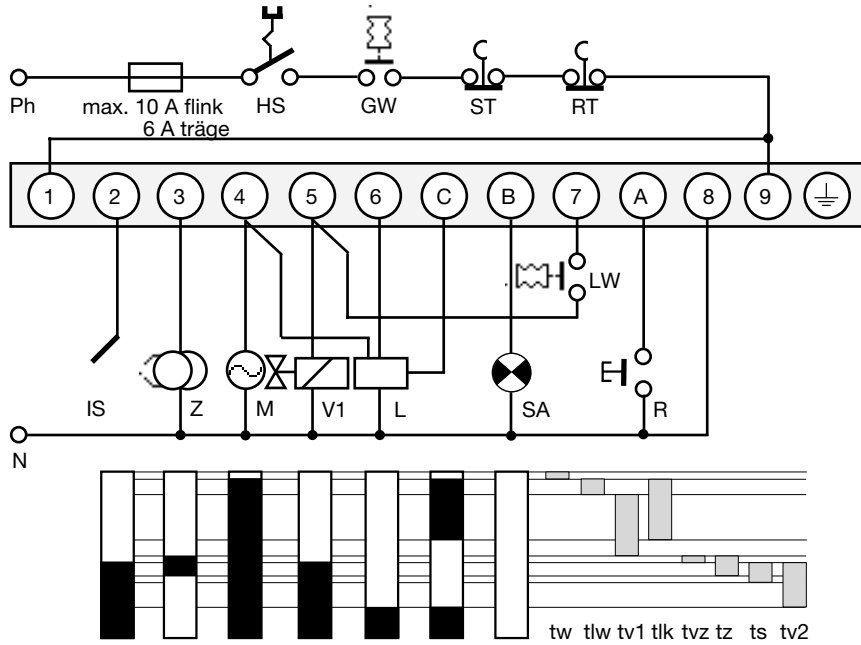 Ph
max. 10 A flink
6 A träge
HS
GW
ST
RT
1 2 3 4 5 6 C B 7 A 8 9
LW
IS Z M V1 L SA R
N
tw tlw tv1 tlk tvz tz ts tv2